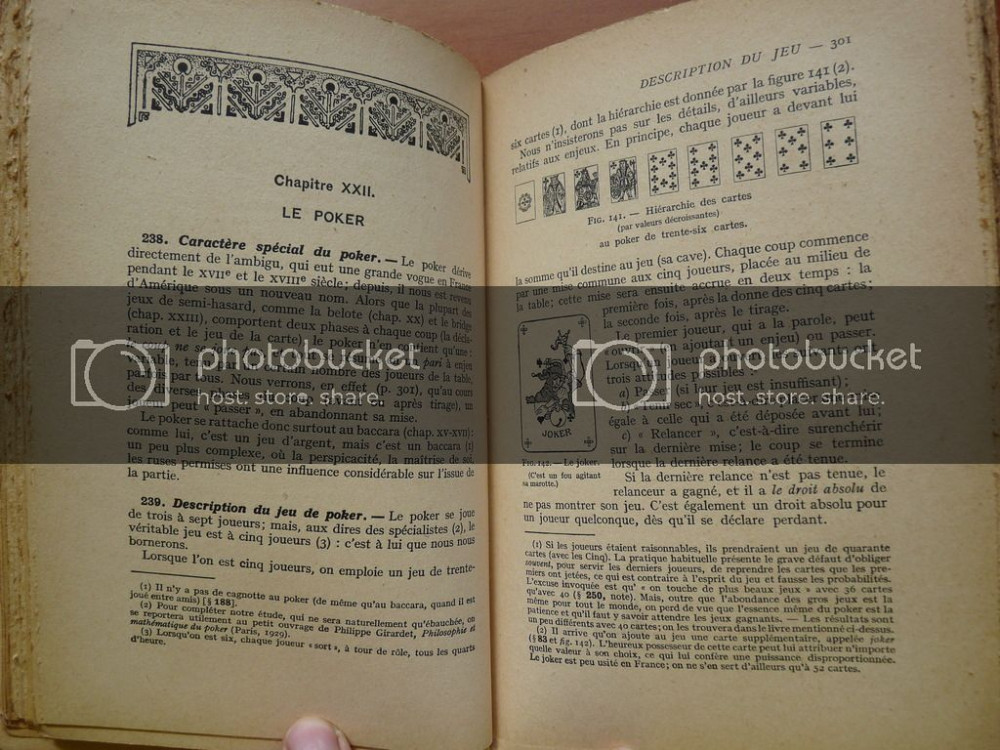 Chapitre XXII.
LE POKER
238. Caractère spécial du poker. — Le poker dérive
directement de l'ambigu, qui eut une grande vogue en France
pendant le XVIIe et le XVIIIe siècle; depuis, il nous est revenu
d'Amérique sous un nouveau nom. Alors que la plupart des
jeux de semi-hasard, comme la belote (chap. XX) et le bridge
(chap. XXIII), comportent deux phases à chaque coup (la décla-
ration et le jeu de la carte), le poker n'en contient qu'une :
variable, tenu par un certain nombre des joueurs de la table,
parfois par tous. Nous verrons, en effet (p. 301), qu'au cours
joueur peut « passer », en abandonnant sa mise.
Le poker se rattache donc surtout au baccara (chap. XV-XVII) :
comme lui, c'est un jeu d'argent, mais c'est un baccara (1)
un peu plus complexe, où la perspicacité, la maîtrise de soi,
les ruses permises ont une influence considérable sur l'issue de
la partie.
239. Description du jeu de poker. — Le poker se joue
de trois à sept joueurs; mais, aux dires des spécialistes (2), le
véritable jeu est à cinq joueurs (3) : c'est à lui que nous nous
bornerons.
Lorsque l'on est cinq joueurs, on emploie un jeu de trente-
(1) Il n'y a pas de cagnotte au poker (de même qu'au baccara, quand il est
joué entre amis) [§ 188].
(2) Pour compléter notre étude, qui ne sera naturellement qu'ébauchée, on
se reportera utilement au petit ouvrage de Philippe Girardet, Philosophie et
mathématique du poker (Paris, 1929).
(3) Lorsqu'on est six, chaque joueur « sort », à tour de rôle, tous les quarts
d'heure.
DESCRIPTION DU JEU — 301
six cartes (1), dont la hiérarchie est donnée par la figure 141 (2).
Nous n'insisterons pas sur les détails, d'ailleurs variables,
relatifs aux enjeux. En principe, chaque joueur a devant lui
FIG. 141. — Hiérarchie des cartes
(par valeurs décroissantes)
au poker de trente-six cartes.
la somme qu'il destine au jeu (sa cave). Chaque coup commence
par une mise commune aux cinq joueurs, placée au milieu de
la table; cette mise sera ensuite accrue en deux temps : la
première fois, après la donne des cinq cartes;
la seconde fois, après le tirage.
Le premier joueur, qui a la parole, peut
« ouvrir » (en ajoutant un enjeu) ou passer.
trois attitudes possibles :
a) Passer (si leur jeu est insuffisant);
égale à celle qui a été déposée avant lui;
c) « Relancer », c'est-à-dire surenchérir
sur la dernière mise; le coup se termine
lorsque la dernière relance a été tenue.
JOKER
FIG. 142. — Le joker.
(C'est un fou agitant
sa marotte.)
Si la dernière relance n'est pas tenue, le
relanceur a gagné, et il a le droit absolu de
ne pas montrer son jeu. C'est également un droit absolu pour
un joueur quelconque, dès qu'il se déclare perdant.
(1) Si les joueurs étaient raisonnables, ils prendraient un jeu de quarante
cartes (avec les Cinq). La pratique habituelle présente le grave défaut d'obliger
souvent, pour servir les derniers joueurs, de reprendre les cartes que les pre-
miers ont jetées, ce qui est contraire à l'esprit du jeu et fausse les probabilités.
L'excuse invoquée est qu' « on touche de plus beaux jeux » avec 36 cartes
qu'avec 40 (§ 250, note). Mais, outre que l'abondance des gros jeux est la
même pour tout le monde, on perd de vue que l'essence même du poker est la
patience et qu'il faut y savoir attendre les jeux gagnants. — Les résultats sont
un peu différents avec 40 cartes; on les trouvera dans le livre mentionné ci-dessus.
(2) Il arrive qu'on ajoute au jeu une carte supplémentaire, appelée joker
(§ 83 et fig. 142). L'heureux possesseur de cette carte peut lui attribuer n'importe
quelle valeur à son choix, ce qui lui confère une puissance disproportionnée.
Le joker est peu usité en France; on ne s'en sert d'ailleurs qu'à 52 cartes.
photobucket
host. store. share.
photobucket
host. store. share.